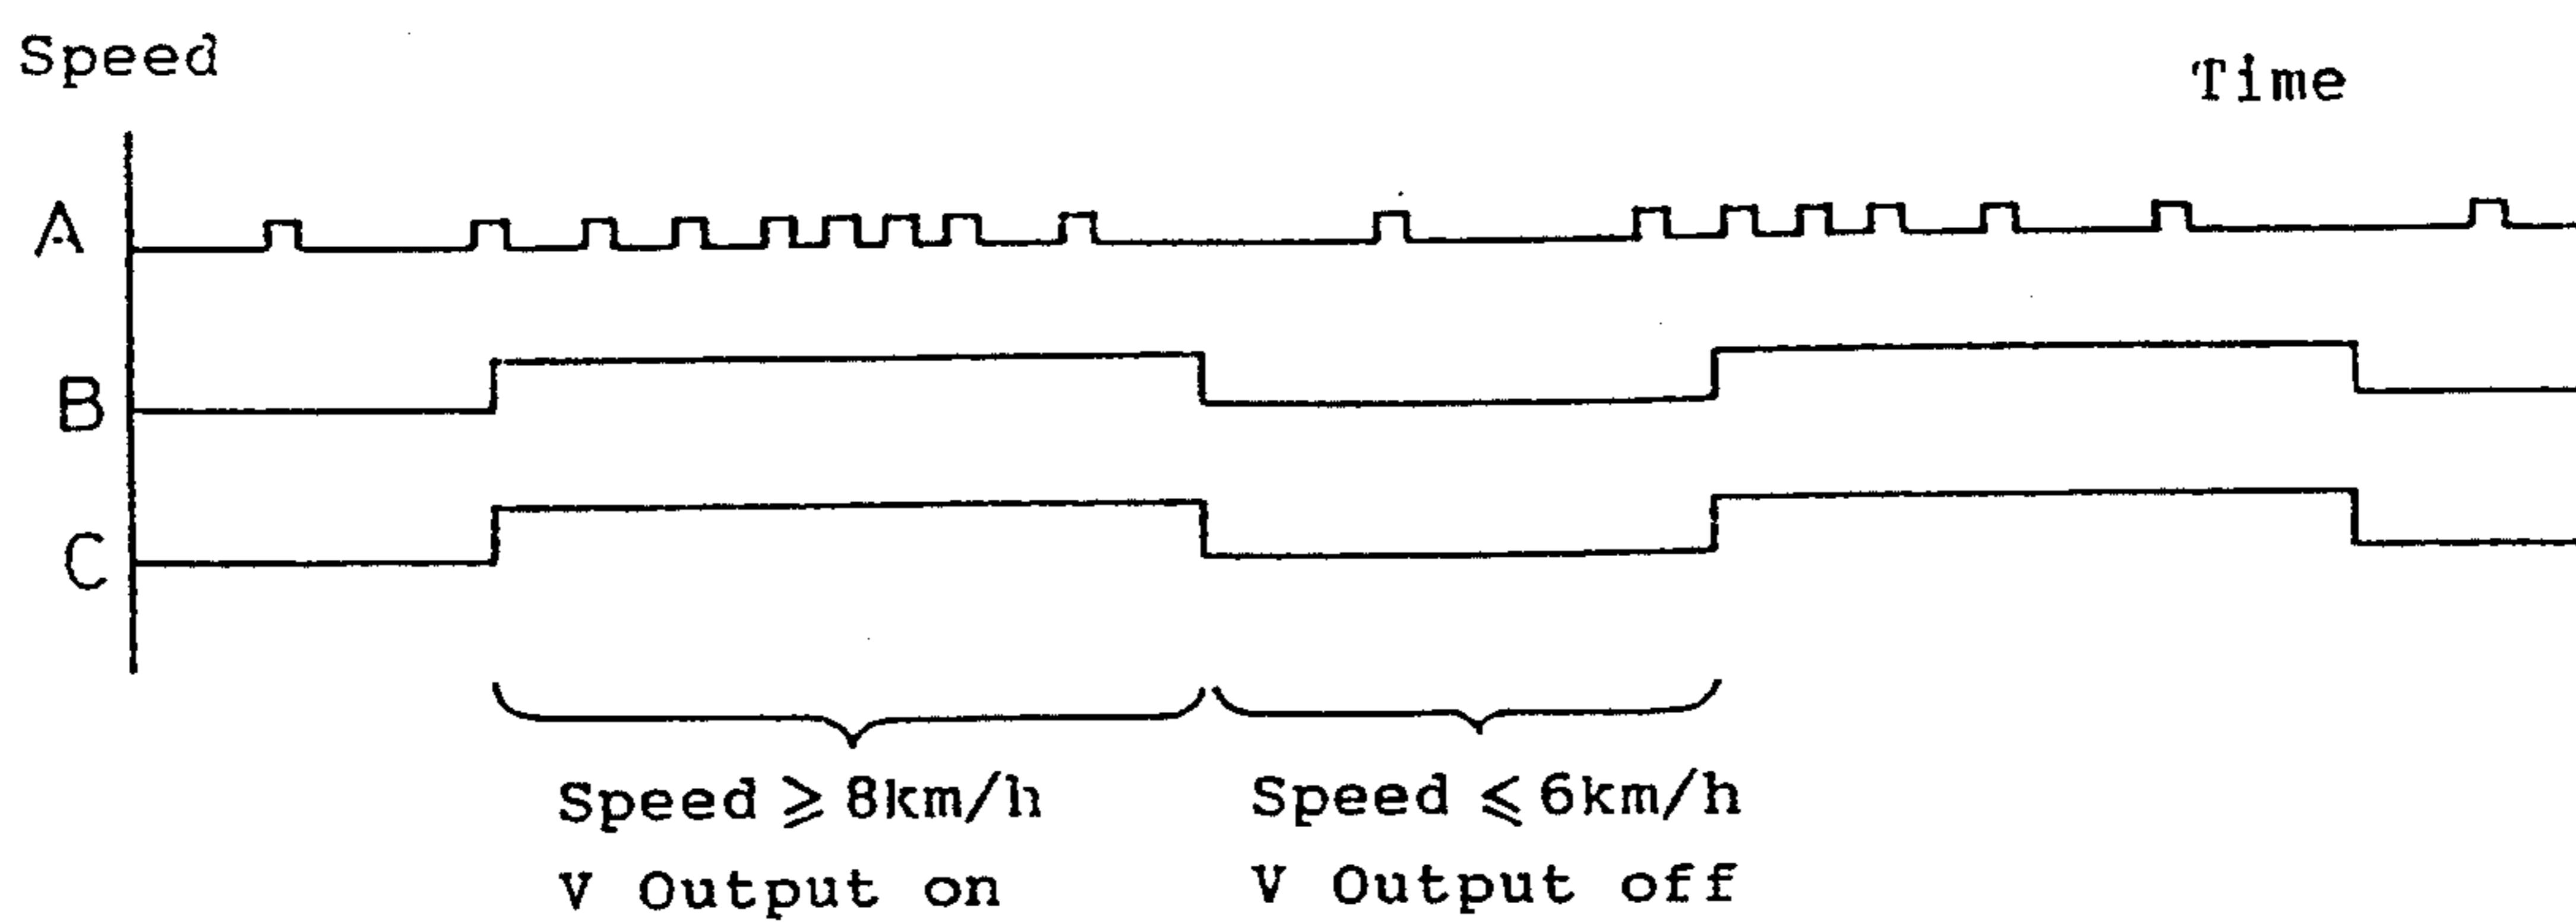 Speed
Time
A
B
C
Speed ⩾ 8km/h
V Output on
Speed ⩽ 6km/h
V Output off